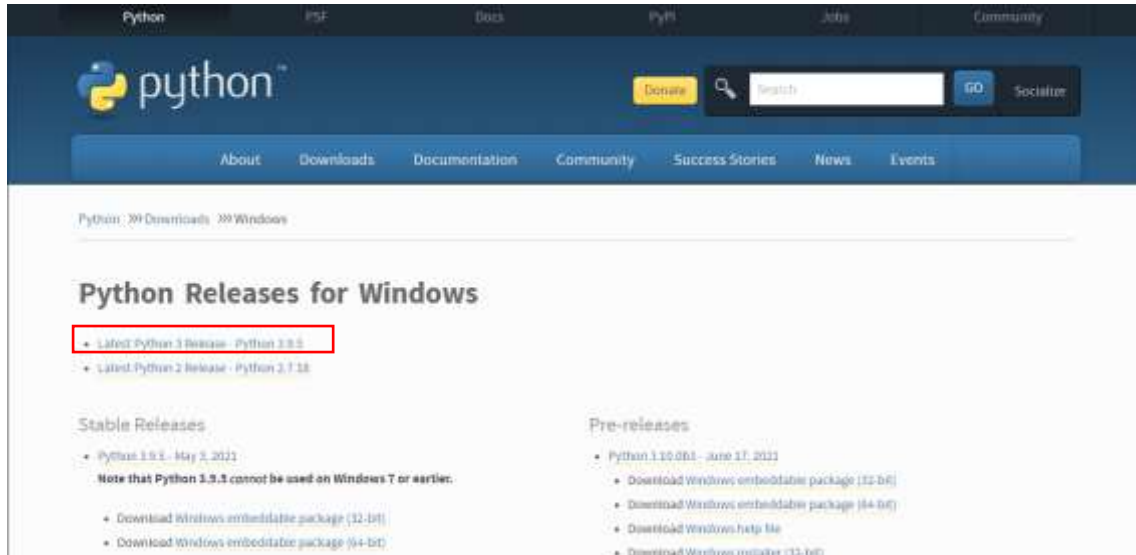 Python PSF Docs PyPI Jobs Community
python™
Donate Search GO Socialize
About Downloads Documentation Community Success Stories News Events
Python >>> Downloads >>> Windows
Python Releases for Windows
• Latest Python 3 Release - Python 3.9.5
• Latest Python 2 Release - Python 2.7.18
Stable Releases
• Python 3.9.5 - May 3, 2021
Note that Python 3.9.5 cannot be used on Windows 7 or earlier.
• Download Windows embeddable package (32-bit)
• Download Windows embeddable package (64-bit)
Pre-releases
• Python 3.10.0b3 - June 17, 2021
• Download Windows embeddable package (32-bit)
• Download Windows embeddable package (64-bit)
• Download Windows help file
• Download Windows installer (32-bit)